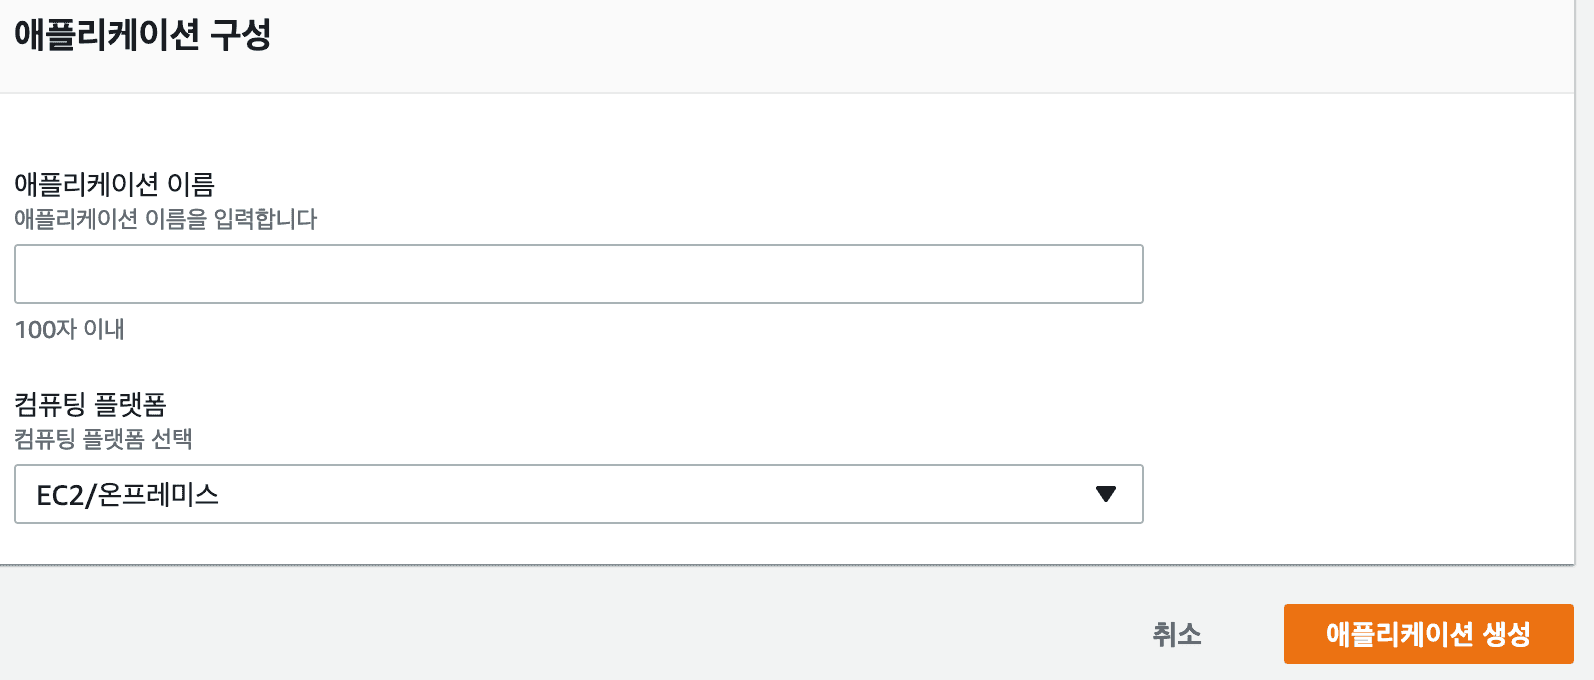 애플리케이션 구성
애플리케이션 이름
애플리케이션 이름을 입력합니다
100자 이내
컴퓨팅 플랫폼
컴퓨팅 플랫폼 선택
EC2/온프레미스
취소
애플리케이션 생성